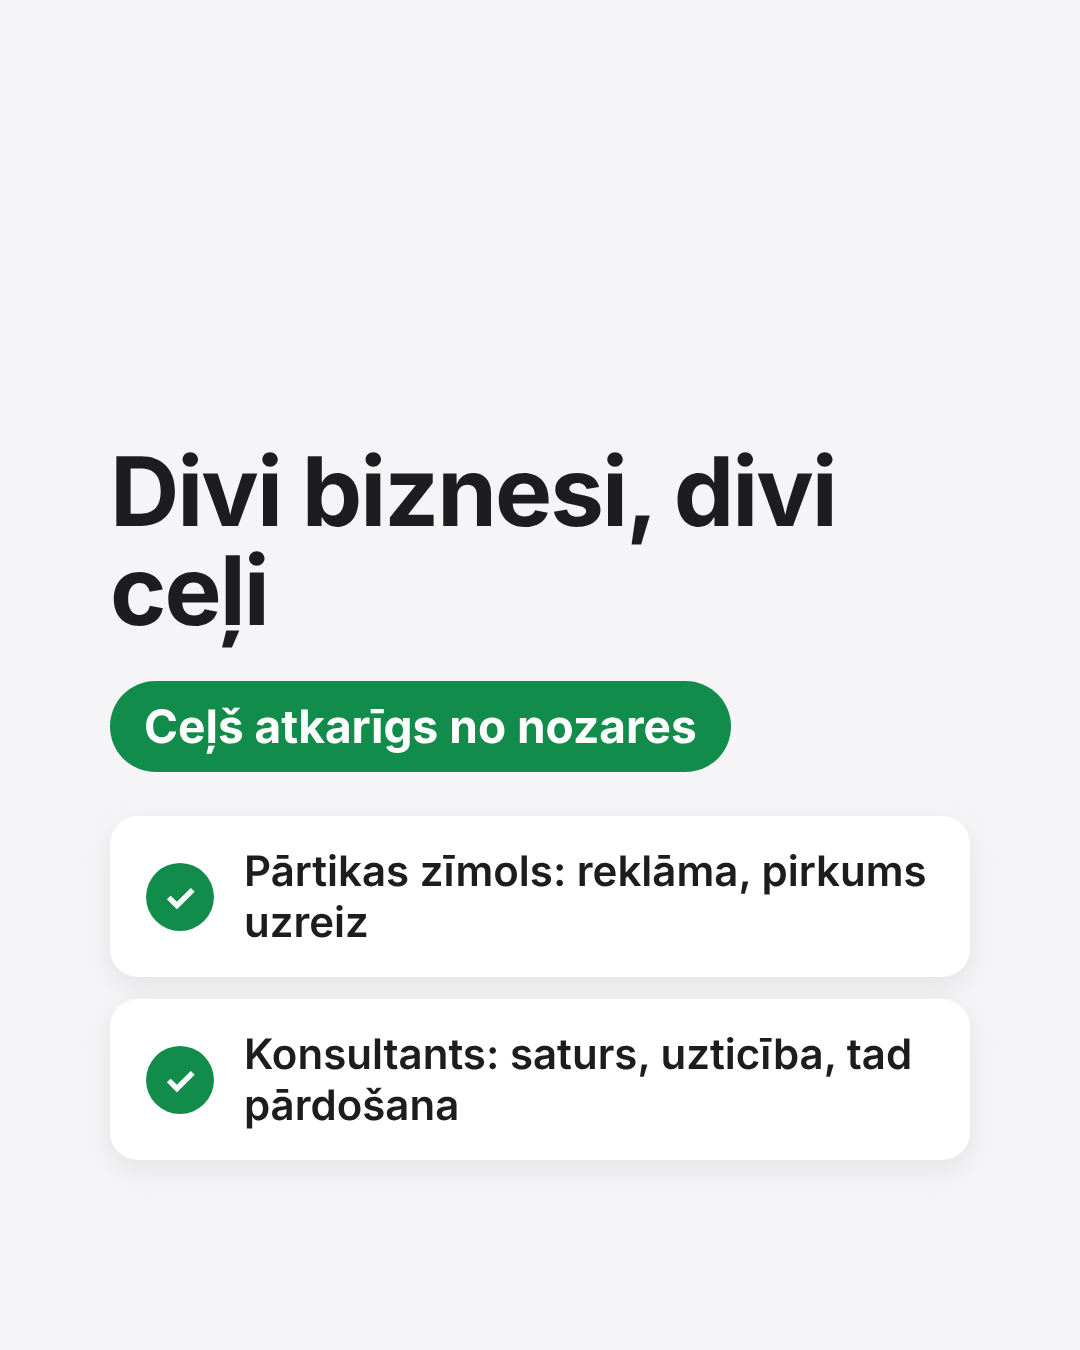 Divi biznesi, divi
ceļi
Ceļš atkarīgs no nozares
Pārtikas zīmols: reklāma, pirkums
uzreiz
Konsultants: saturs, uzticība, tad
pārdošana